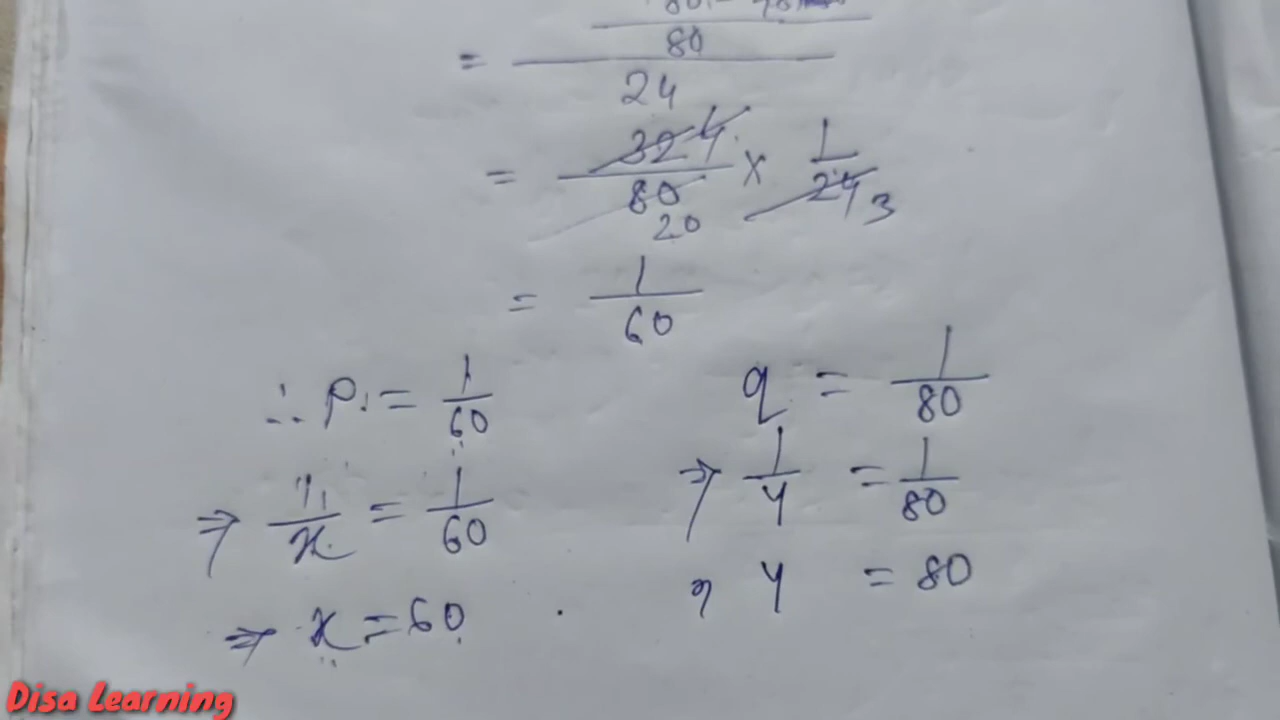 80
=
24
= 32 4 / 80 20 × 1 / 24 3
= 1/60
∴ p = 1/60 q = 1/80
⇒ 1/x = 1/60 ⇒ 1/y = 1/80
⇒ x = 60 ⇒ y = 80
Disa Learning